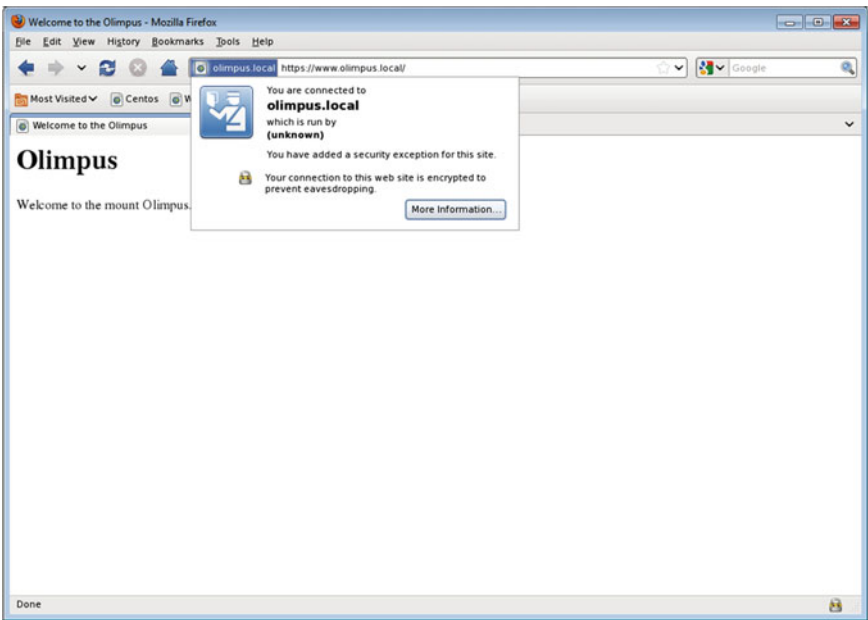 Welcome to the Olimpus - Mozilla Firefox
File Edit View History Bookmarks Tools Help
olimpus.local https://www.olimpus.local/ Google
Most Visited Centos W
Welcome to the Olimpus
You are connected to
olimpus.local
which is run by
(unknown)
You have added a security exception for this site.
Your connection to this web site is encrypted to
prevent eavesdropping.
More Information...
Olimpus
Welcome to the mount Olimpus.
Done